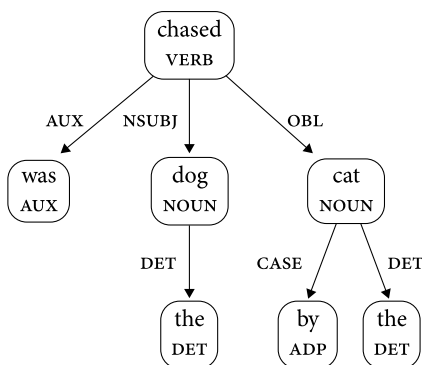 chased
VERB
AUX NSUBJ OBL
was dog cat
AUX NOUN NOUN
DET CASE DET
the by the
DET ADP DET